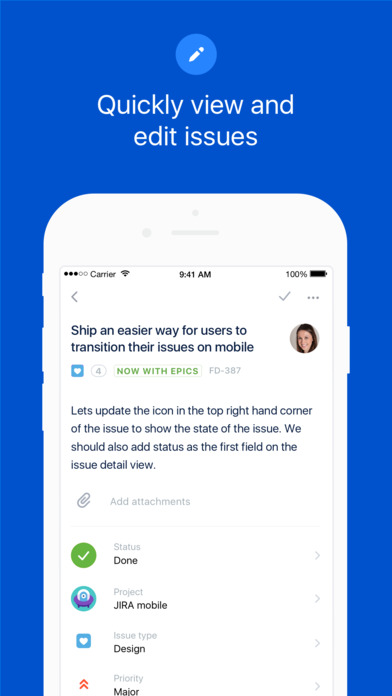 Quickly view and
edit issues
Carrier 9:41 AM 100%
Ship an easier way for users to
transition their issues on mobile
4 NOW WITH EPICS FD-387
Lets update the icon in the top right hand corner
of the issue to show the state of the issue. We
should also add status as the first field on the
issue detail view.
Add attachments
Status
Done
Project
JIRA mobile
Issue type
Design
Priority
Major